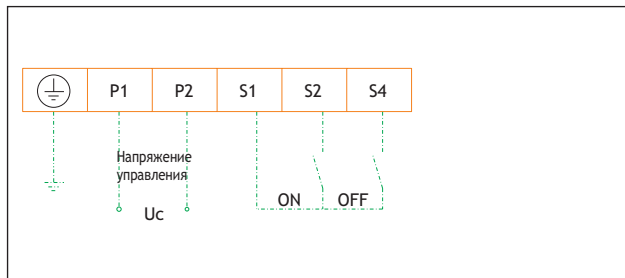 P1 P2 S1 S2 S4
Напряжение
управления
Uc
ON OFF